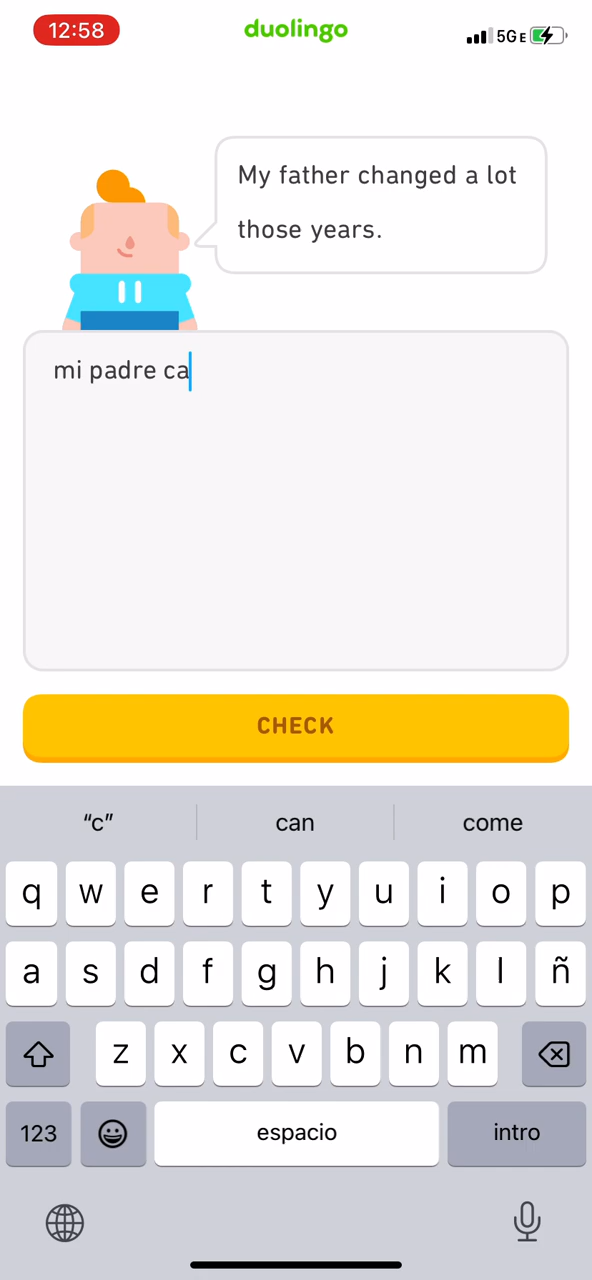 12:58
duolingo
5G E
My father changed a lot
those years.
mi padre ca
CHECK
“c” can come
q w e r t y u i o p
a s d f g h j k l ñ
z x c v b n m
123 espacio intro